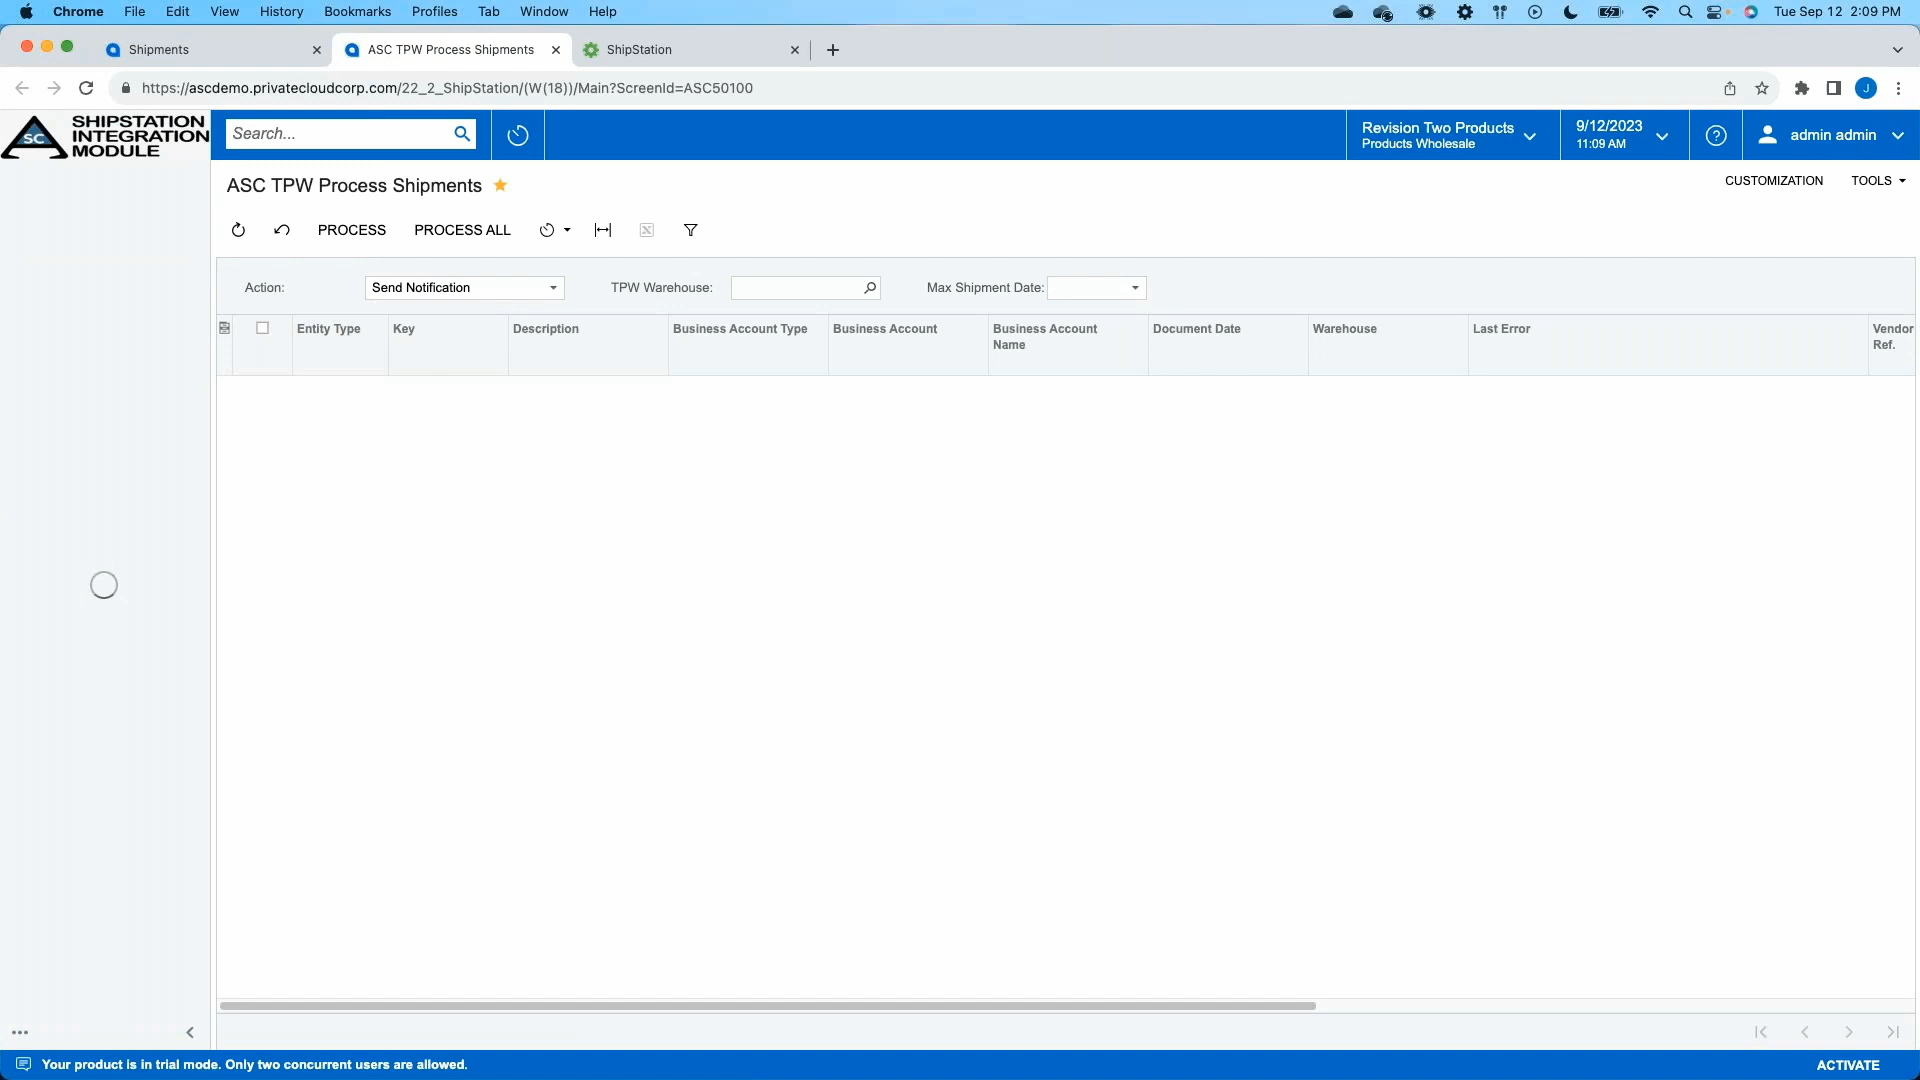 Chrome File Edit View History Bookmarks Profiles Tab Window Help Tue Sep 12 2:09 PM
Shipments ASC TPW Process Shipments ShipStation
https://ascdemo.privatecloudcorp.com/22_2_ShipStation/(W(18))/Main?ScreenId=ASC50100 J
SC SHIPSTATION INTEGRATION MODULE
Search...
Revision Two Products
Products Wholesale
9/12/2023
11:09 AM
admin admin
ASC TPW Process Shipments
CUSTOMIZATION TOOLS
PROCESS PROCESS ALL
Action: Send Notification TPW Warehouse: Max Shipment Date:
Entity Type Key Description Business Account Type Business Account Business Account Name Document Date Warehouse Last Error Vendor Ref.
Your product is in trial mode. Only two concurrent users are allowed. ACTIVATE